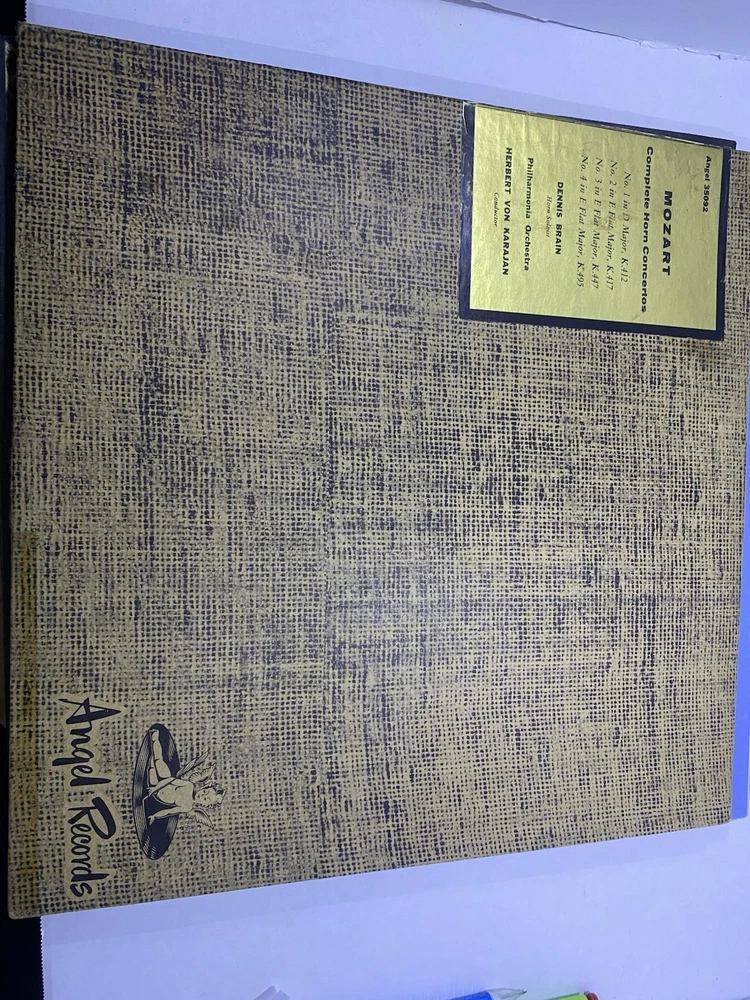 Angel 35092
MOZART
Complete Horn Concertos
No. 1 in D Major, K.412
No. 2 in E Flat Major, K.417
No. 3 in E Flat Major, K.447
No. 4 in E Flat Major, K.495
DENNIS BRAIN
Horn Soloist
Philharmonia Orchestra
HERBERT VON KARAJAN
Conductor
Angel Records